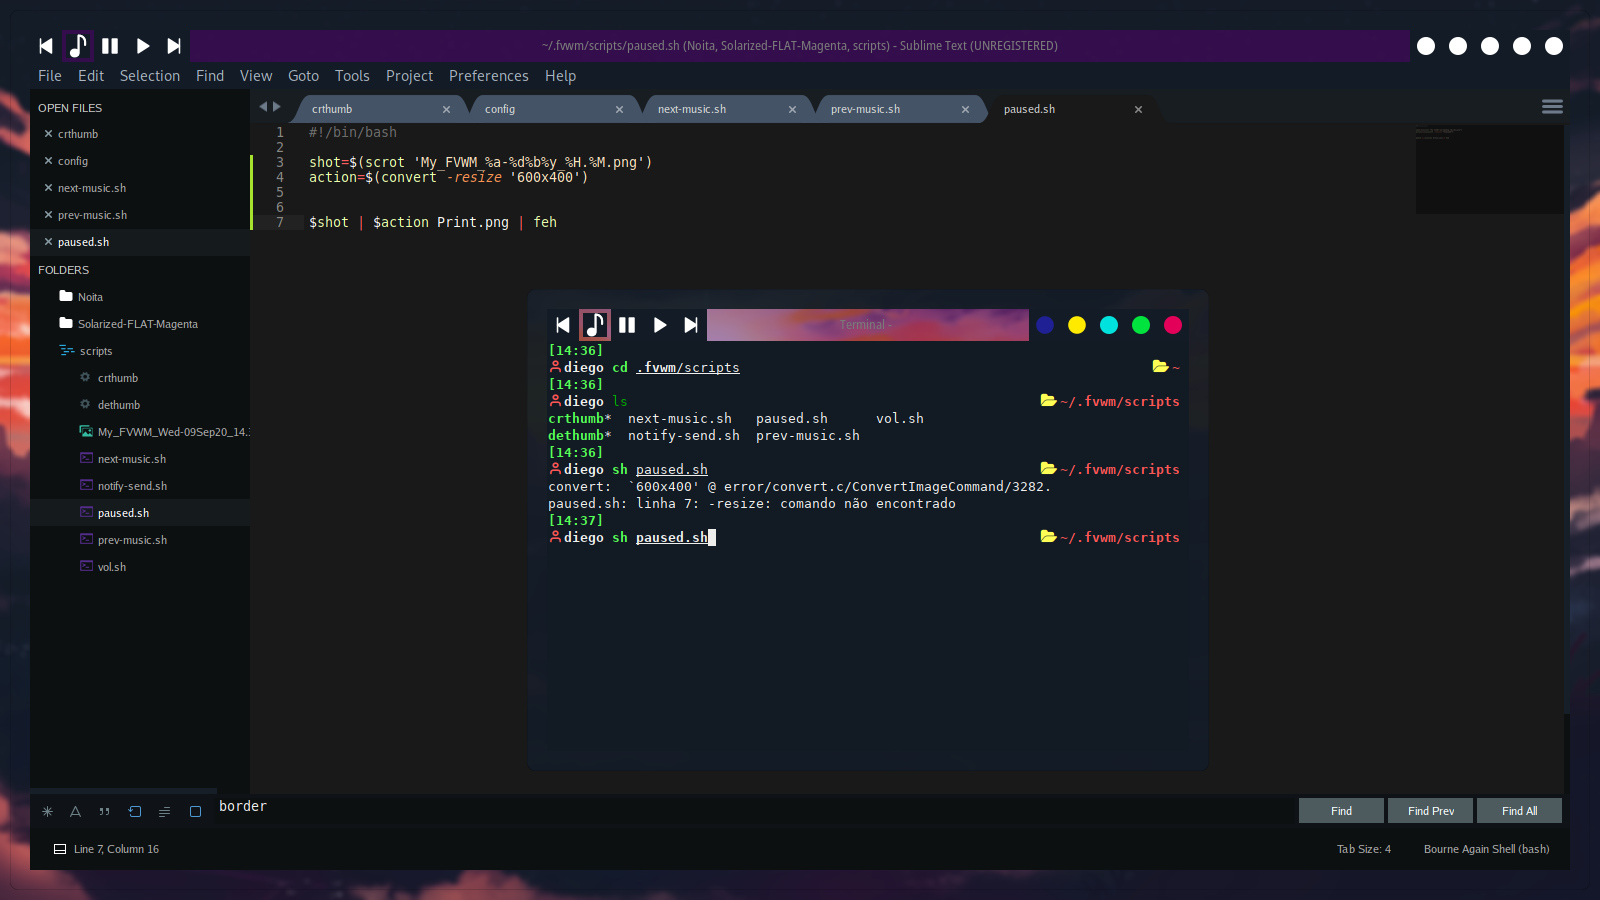 ~/.fvwm/scripts/paused.sh (Noita, Solarized-FLAT-Magenta, scripts) - Sublime Text (UNREGISTERED)
File Edit Selection Find View Goto Tools Project Preferences Help
OPEN FILES
crthumb
config
next-music.sh
prev-music.sh
paused.sh
FOLDERS
Noita
Solarized-FLAT-Magenta
scripts
crthumb
dethumb
My_FVWM_Wed-09Sep20_14.
next-music.sh
notify-send.sh
paused.sh
prev-music.sh
vol.sh
crthumb config next-music.sh prev-music.sh paused.sh
1 #!/bin/bash
2
3 shot=$(scrot 'My_FVWM_%a-%d%b%y_%H.%M.png')
4 action=$(convert -resize '600x400')
5
6
7 $shot | $action Print.png | feh
Terminal -
[14:36]
diego cd .fvwm/scripts ~
[14:36]
diego ls ~/.fvwm/scripts
crthumb* next-music.sh paused.sh vol.sh
dethumb* notify-send.sh prev-music.sh
[14:36]
diego sh paused.sh ~/.fvwm/scripts
convert: `600x400' @ error/convert.c/ConvertImageCommand/3282.
paused.sh: linha 7: -resize: comando não encontrado
[14:37]
diego sh paused.sh ~/.fvwm/scripts
border
Find Find Prev Find All
Line 7, Column 16
Tab Size: 4 Bourne Again Shell (bash)